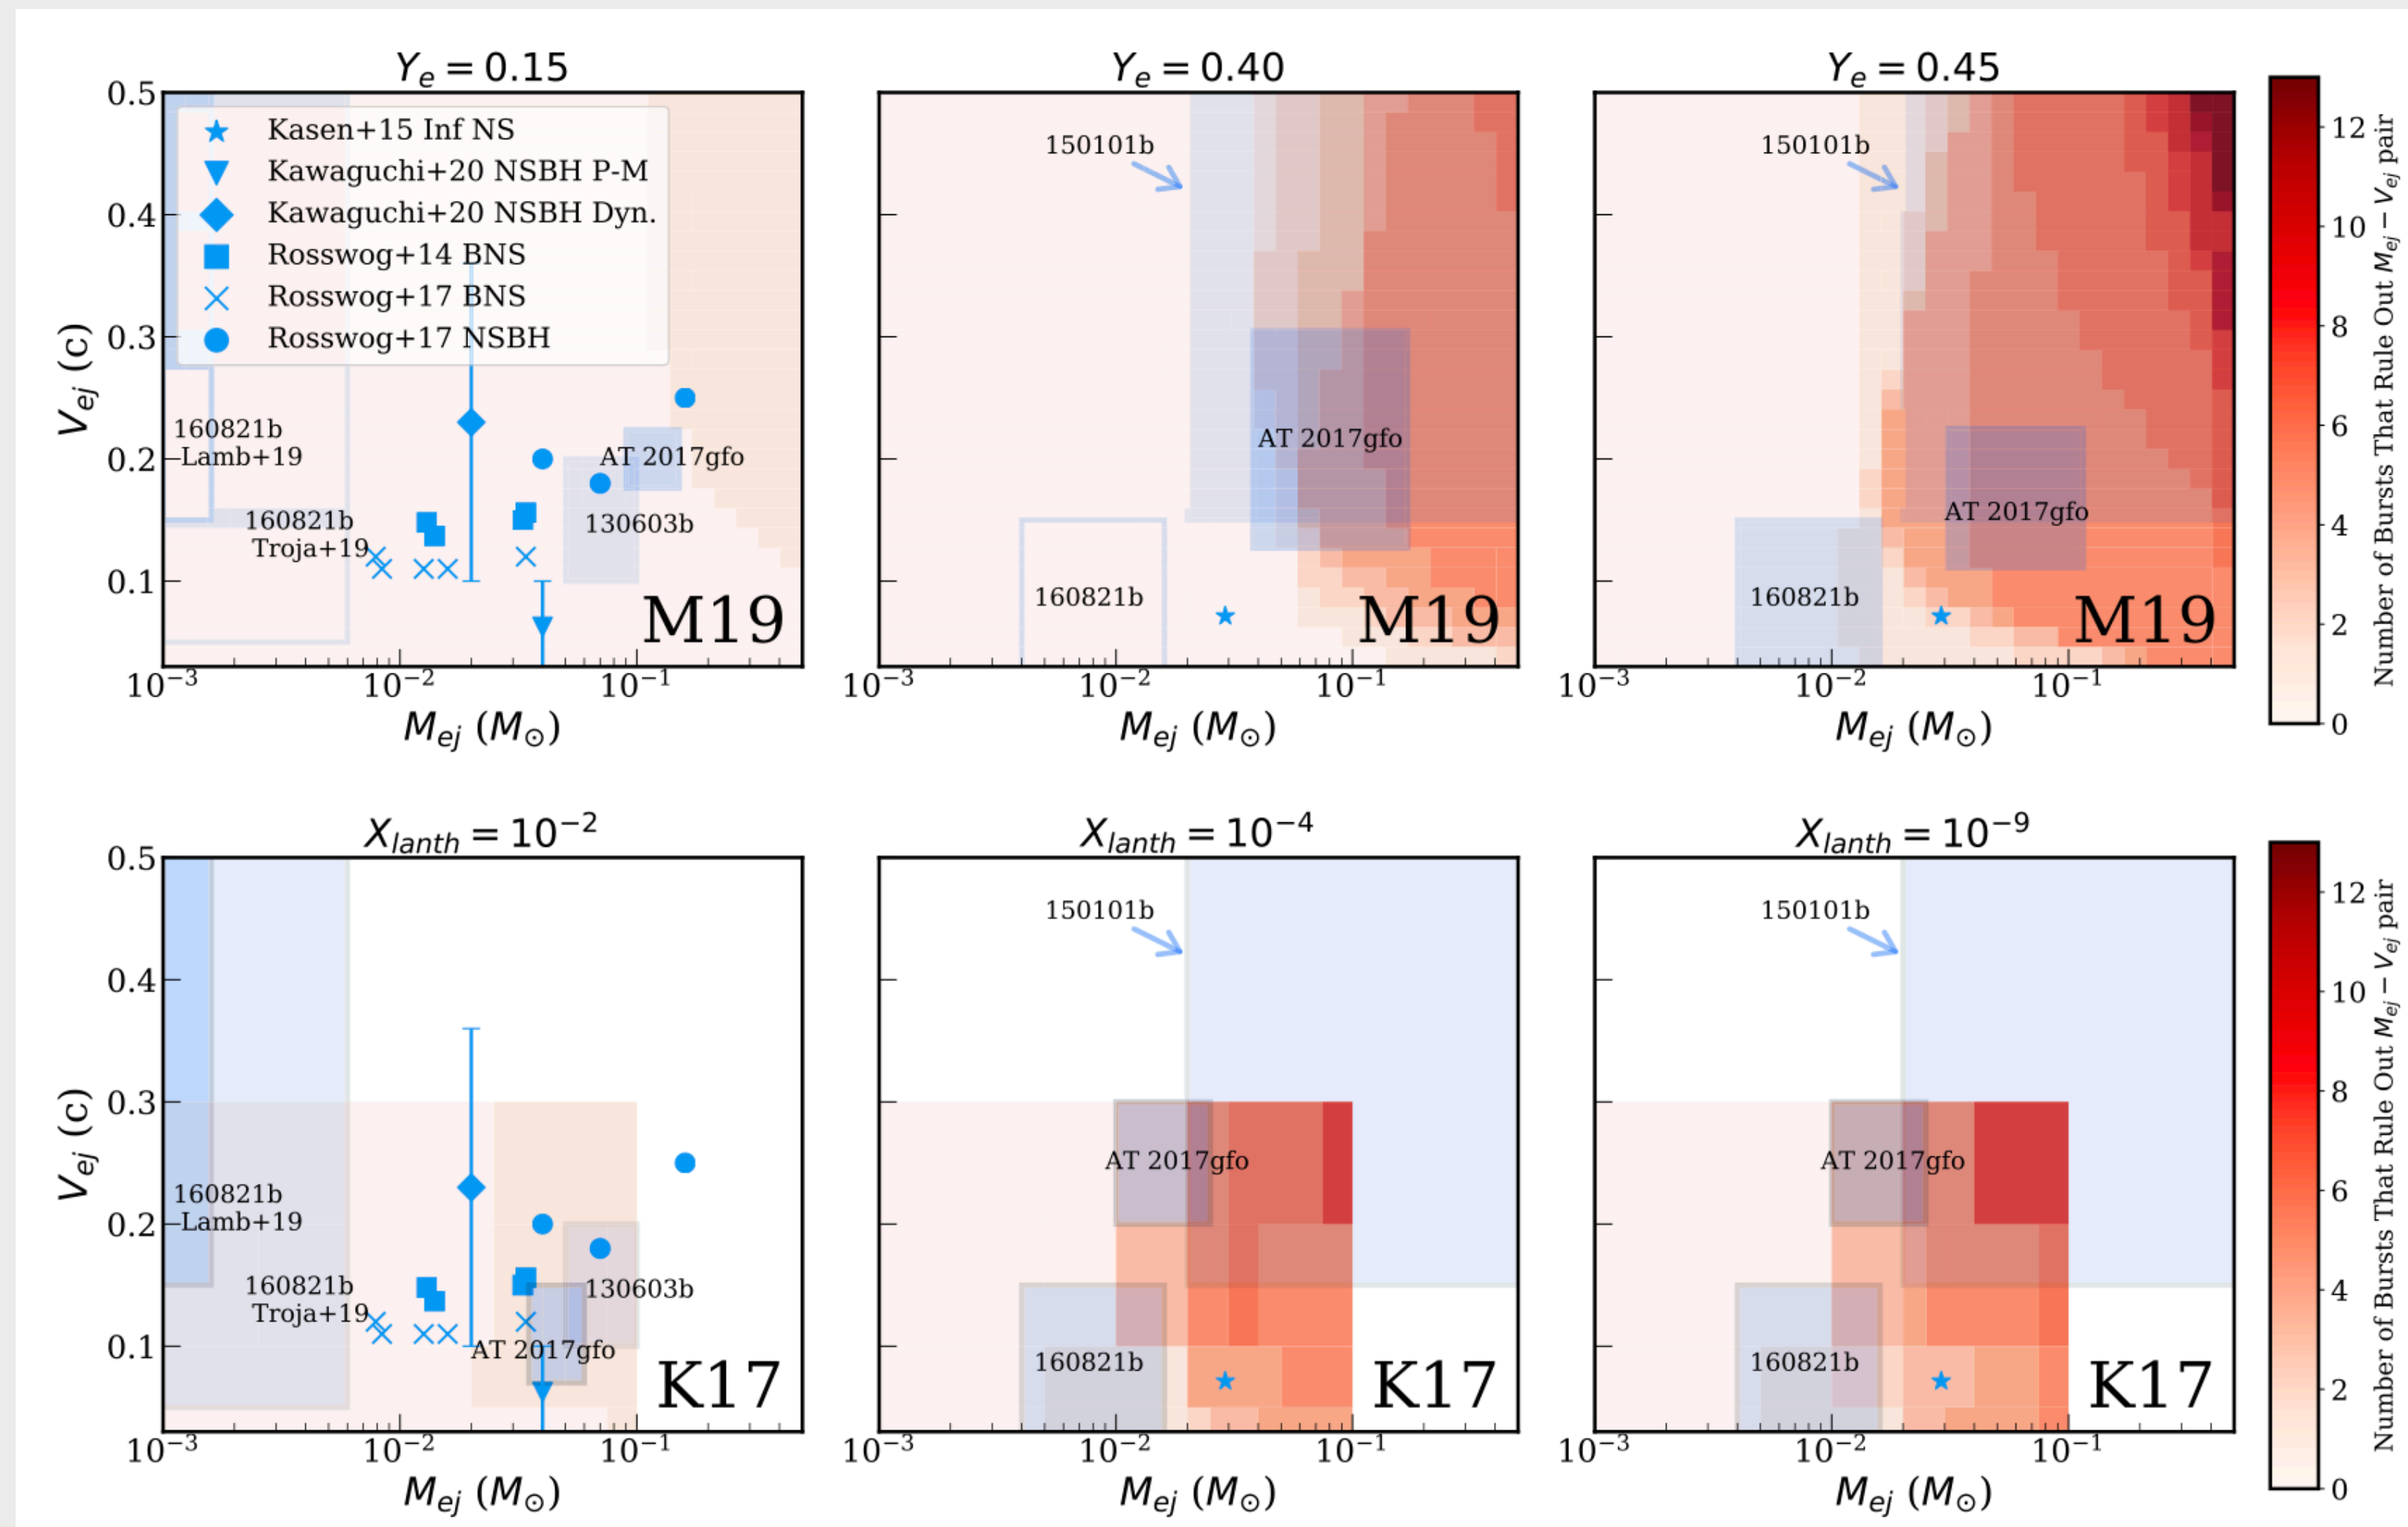 Yₑ = 0.15
0.5
0.4
0.3
0.2
0.1
V_ej (c)
Kasen+15 Inf NS
Kawaguchi+20 NSBH P-M
Kawaguchi+20 NSBH Dyn.
Rosswog+14 BNS
Rosswog+17 BNS
Rosswog+17 NSBH
160821b
Lamb+19
160821b
Troja+19
AT 2017gfo
130603b
M19
10⁻³ 10⁻² 10⁻¹
M_ej (M_⊙)
Yₑ = 0.40
150101b
AT 2017gfo
160821b
M19
10⁻³ 10⁻² 10⁻¹
M_ej (M_⊙)
Yₑ = 0.45
150101b
AT 2017gfo
160821b
M19
10⁻³ 10⁻² 10⁻¹
M_ej (M_⊙)
12
10
8
6
4
2
0
Number of Bursts That Rule Out M_ej − V_ej pair
X_lanth = 10⁻²
0.5
0.4
0.3
0.2
0.1
V_ej (c)
160821b
Lamb+19
160821b
Troja+19
130603b
AT 2017gfo
K17
10⁻³ 10⁻² 10⁻¹
M_ej (M_⊙)
X_lanth = 10⁻⁴
150101b
AT 2017gfo
160821b
K17
10⁻³ 10⁻² 10⁻¹
M_ej (M_⊙)
X_lanth = 10⁻⁹
150101b
AT 2017gfo
160821b
K17
10⁻³ 10⁻² 10⁻¹
M_ej (M_⊙)
12
10
8
6
4
2
0
Number of Bursts That Rule Out M_ej − V_ej pair